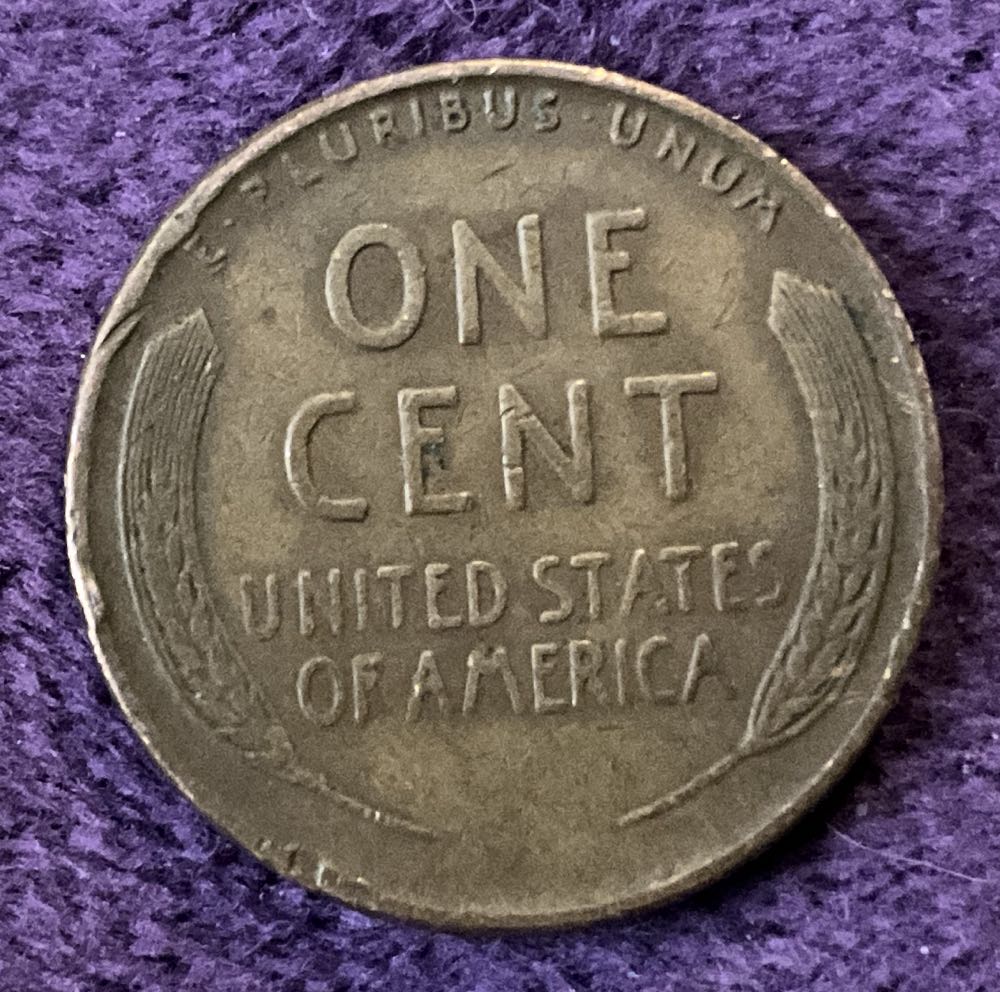 E · PLURIBUS · UNUM
ONE
CENT
UNITED STATES
OF AMERICA